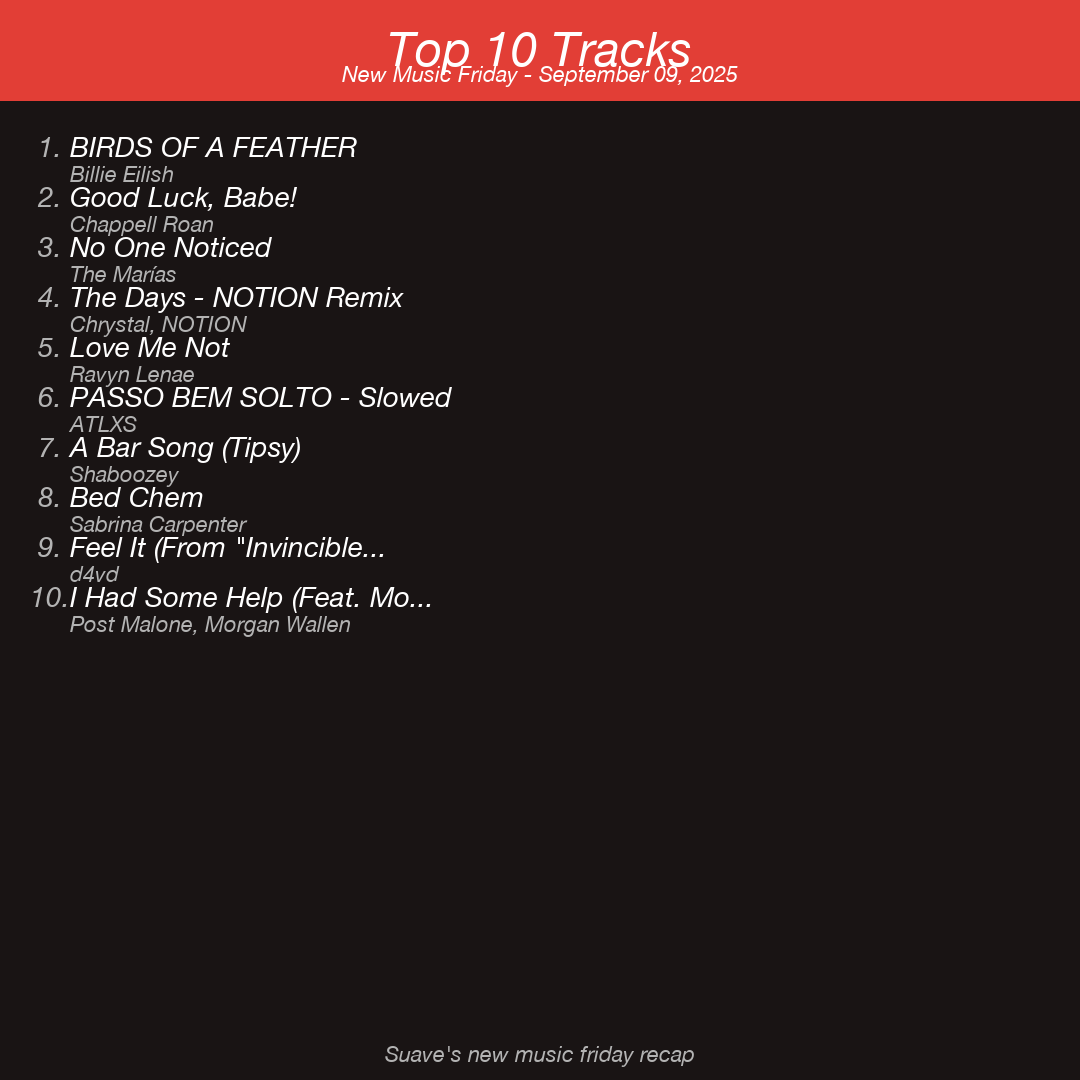 Top 10 Tracks
New Music Friday - September 09, 2025
1. BIRDS OF A FEATHER
Billie Eilish
2. Good Luck, Babe!
Chappell Roan
3. No One Noticed
The Marías
4. The Days - NOTION Remix
Chrystal, NOTION
5. Love Me Not
Ravyn Lenae
6. PASSO BEM SOLTO - Slowed
ATLXS
7. A Bar Song (Tipsy)
Shaboozey
8. Bed Chem
Sabrina Carpenter
9. Feel It (From "Invincible...
d4vd
10. I Had Some Help (Feat. Mo...
Post Malone, Morgan Wallen
Suave's new music friday recap